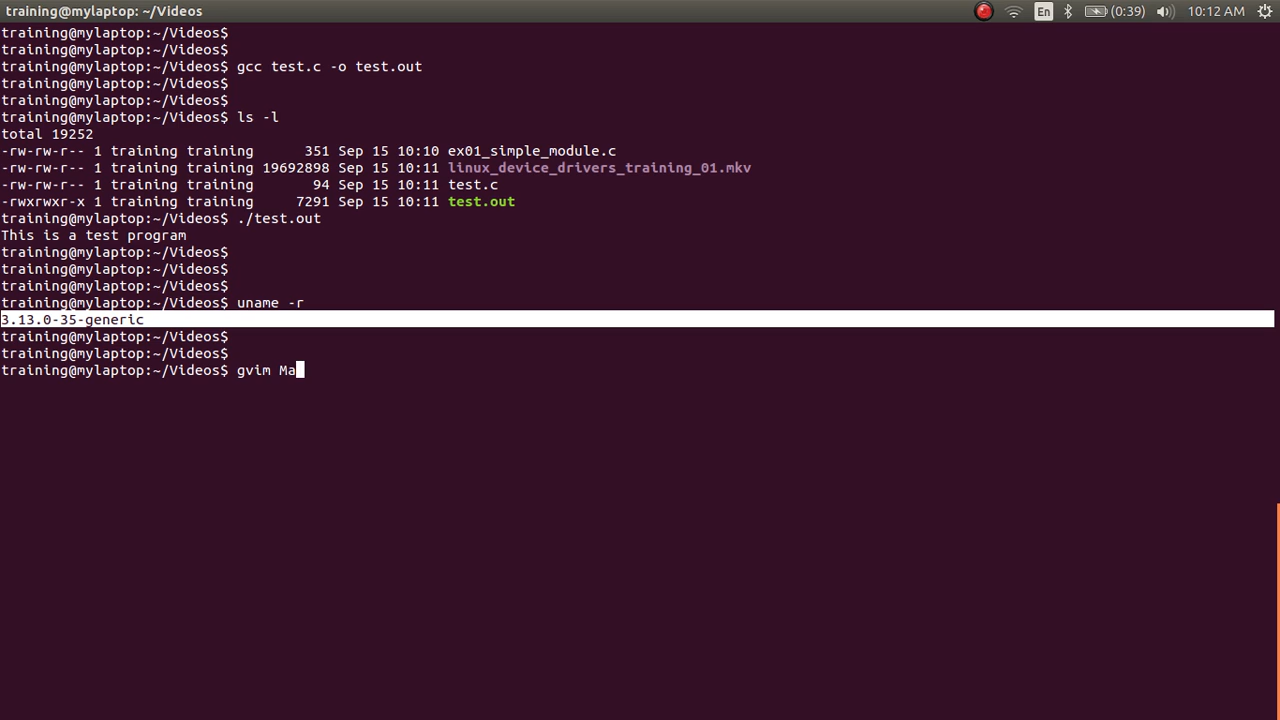 training@mylaptop: ~/Videos En (0:39) 10:12 AM
training@mylaptop:~/Videos$
training@mylaptop:~/Videos$
training@mylaptop:~/Videos$ gcc test.c -o test.out
training@mylaptop:~/Videos$
training@mylaptop:~/Videos$
training@mylaptop:~/Videos$ ls -l
total 19252
-rw-rw-r-- 1 training training      351 Sep 15 10:10 ex01_simple_module.c
-rw-rw-r-- 1 training training 19692898 Sep 15 10:11 linux_device_drivers_training_01.mkv
-rw-rw-r-- 1 training training       94 Sep 15 10:11 test.c
-rwxrwxr-x 1 training training     7291 Sep 15 10:11 test.out
training@mylaptop:~/Videos$ ./test.out
This is a test program
training@mylaptop:~/Videos$
training@mylaptop:~/Videos$
training@mylaptop:~/Videos$
training@mylaptop:~/Videos$ uname -r
3.13.0-35-generic
training@mylaptop:~/Videos$
training@mylaptop:~/Videos$
training@mylaptop:~/Videos$ gvim Ma